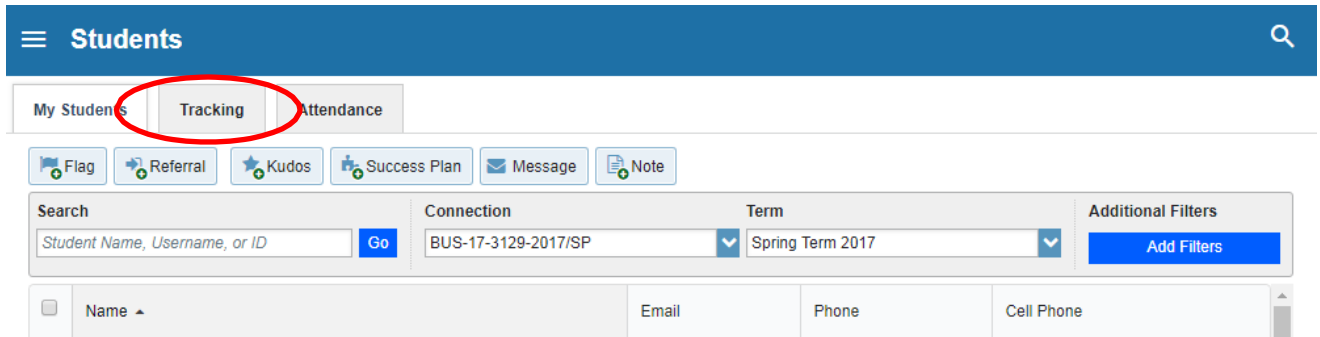 Students
My Students Tracking Attendance
Flag Referral Kudos Success Plan Message Note
Search Connection Term Additional Filters
Student Name, Username, or ID Go BUS-17-3129-2017/SP Spring Term 2017 Add Filters
Name Email Phone Cell Phone